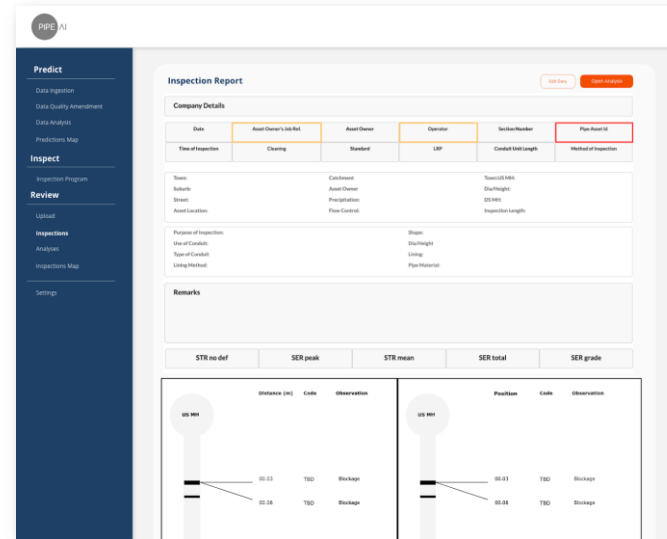 PIPE AI
Predict
Data Ingestion
Data Quality Amendment
Data Analysis
Predictions Map
Inspect
Inspection Program
Review
Upload
Inspections
Analyses
Inspections Map
Settings
Inspection Report
Edit Data Open Analysis
Company Details
Date Asset Owner's Job Ref. Asset Owner Operator Section Number Pipe Asset Id
Time of Inspection Cleaning Standard LRP Conduit Unit Length Method of Inspection
Town: Catchment Town US MH:
Suburb: Asset Owner Dia/Height:
Street: Precipitation: DS MH:
Asset Location: Flow Control: Inspection Length:
Purpose of Inspection: Shape:
Use of Conduit: Dia/Height
Type of Conduit Lining:
Lining Method: Pipe Material:
Remarks
STR no def SER peak STR mean SER total SER grade
Distance [m] Code Observation Position Code Observation
US MH US MH
00.03 TBD Blockage 00.03 TBD Blockage
00.08 TBD Blockage 00.08 TBD Blockage